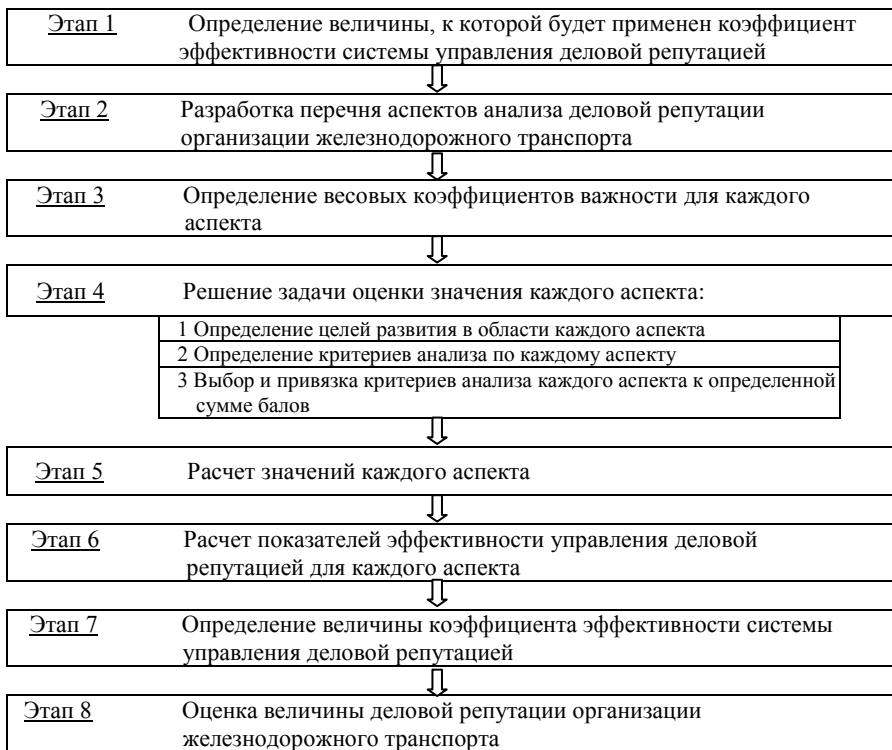 Этап 1 Определение величины, к которой будет применен коэффициент
эффективности системы управления деловой репутацией
Этап 2 Разработка перечня аспектов анализа деловой репутации
организации железнодорожного транспорта
Этап 3 Определение весовых коэффициентов важности для каждого
аспекта
Этап 4 Решение задачи оценки значения каждого аспекта:
1 Определение целей развития в области каждого аспекта
2 Определение критериев анализа по каждому аспекту
3 Выбор и привязка критериев анализа каждого аспекта к определенной
сумме балов
Этап 5 Расчет значений каждого аспекта
Этап 6 Расчет показателей эффективности управления деловой
репутацией для каждого аспекта
Этап 7 Определение величины коэффициента эффективности системы
управления деловой репутацией
Этап 8 Оценка величины деловой репутации организации
железнодорожного транспорта